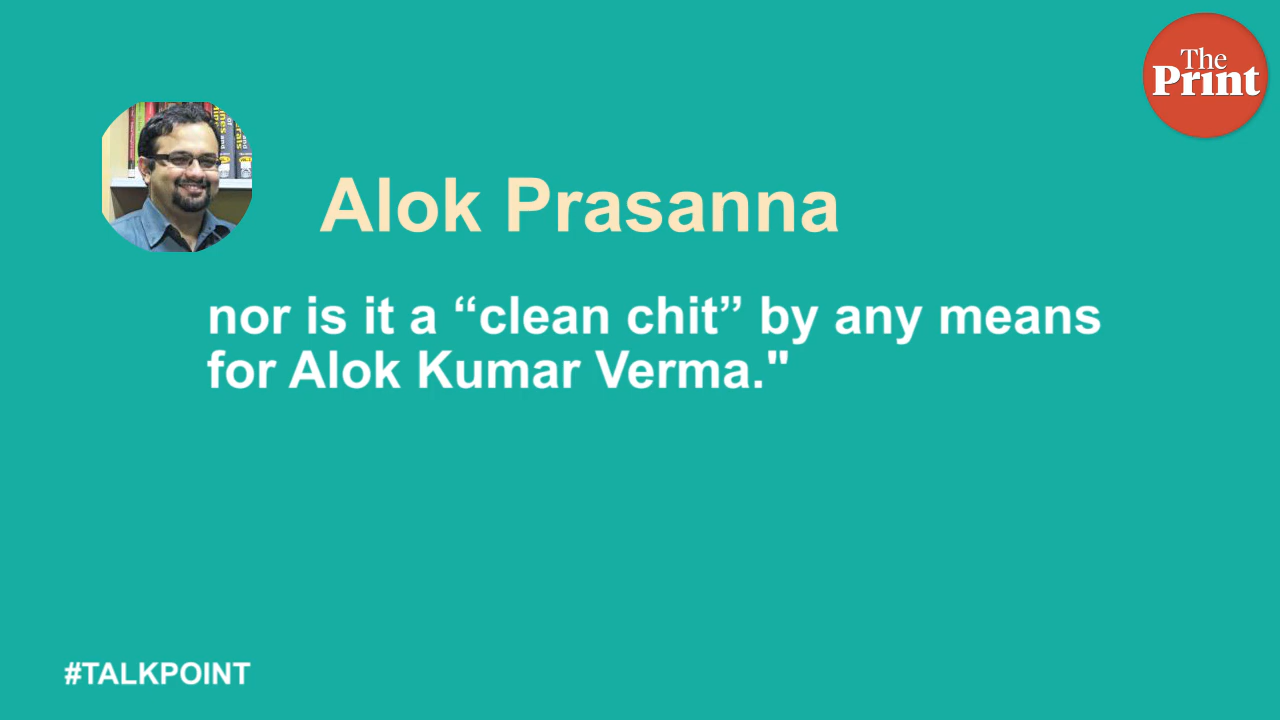 The
Print
Alok Prasanna
nor is it a “clean chit” by any means
for Alok Kumar Verma."
#TALKPOINT